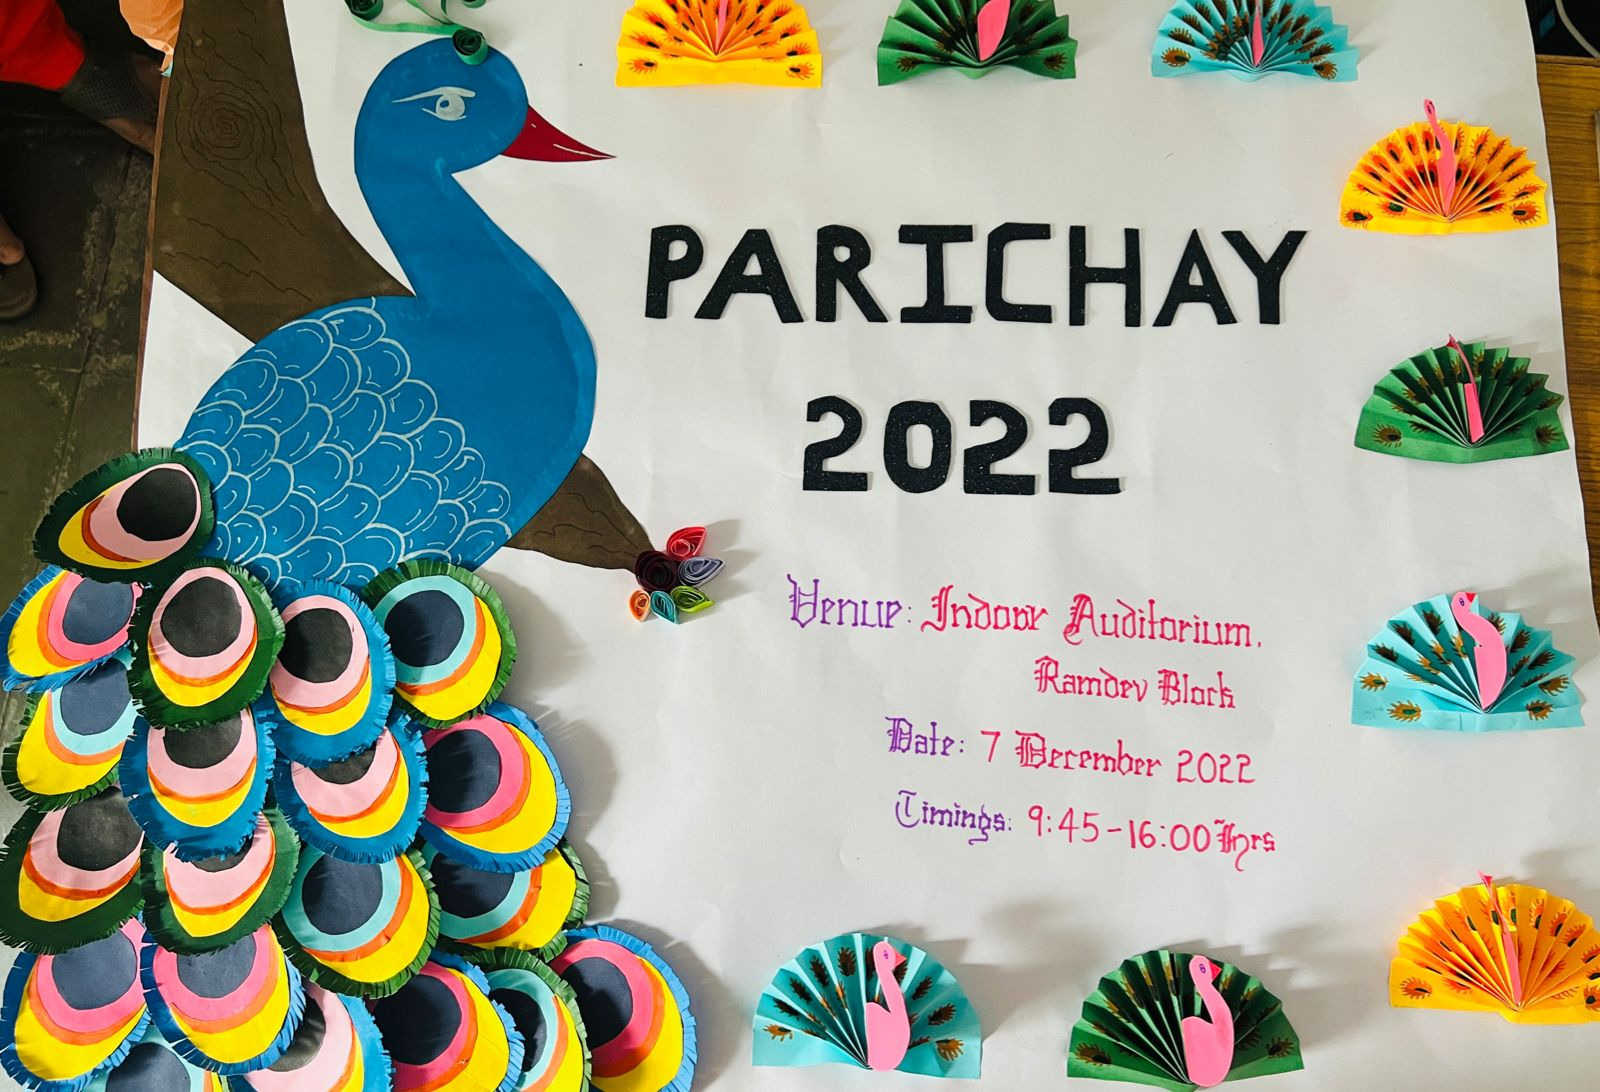 PARICHAY
2022
Venue: Indoor Auditorium,
Ramdev Block
Date: 7 December 2022
Timings: 9:45-16:00 Hrs